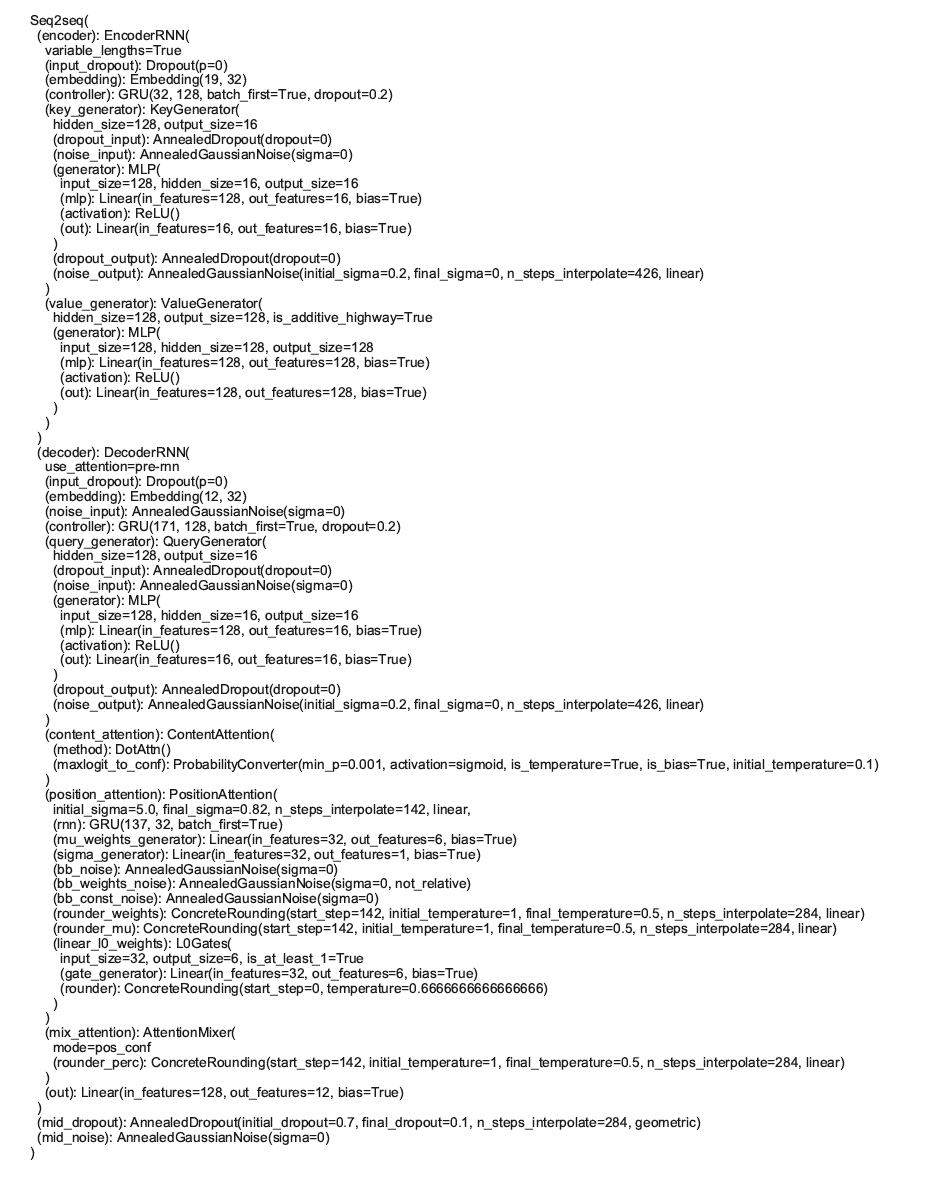 Seq2seq(
(encoder): EncoderRNN(
variable_lengths=True
(input_dropout): Dropout(p=0)
(embedding): Embedding(19, 32)
(controller): GRU(32, 128, batch_first=True, dropout=0.2)
(key_generator): KeyGenerator(
hidden_size=128, output_size=16
(dropout_input): AnnealedDropout(dropout=0)
(noise_input): AnnealedGaussianNoise(sigma=0)
(generator): MLP(
input_size=128, hidden_size=16, output_size=16
(mlp): Linear(in_features=128, out_features=16, bias=True)
(activation): ReLU()
(out): Linear(in_features=16, out_features=16, bias=True)
)
(dropout_output): AnnealedDropout(dropout=0)
(noise_output): AnnealedGaussianNoise(initial_sigma=0.2, final_sigma=0, n_steps_interpolate=426, linear)
)
(value_generator): ValueGenerator(
hidden_size=128, output_size=128, is_additive_highway=True
(generator): MLP(
input_size=128, hidden_size=128, output_size=128
(mlp): Linear(in_features=128, out_features=128, bias=True)
(activation): ReLU()
(out): Linear(in_features=128, out_features=128, bias=True)
)
)
)
(decoder): DecoderRNN(
use_attention=pre-rnn
(input_dropout): Dropout(p=0)
(embedding): Embedding(12, 32)
(noise_input): AnnealedGaussianNoise(sigma=0)
(controller): GRU(171, 128, batch_first=True, dropout=0.2)
(query_generator): QueryGenerator(
hidden_size=128, output_size=16
(dropout_input): AnnealedDropout(dropout=0)
(noise_input): AnnealedGaussianNoise(sigma=0)
(generator): MLP(
input_size=128, hidden_size=16, output_size=16
(mlp): Linear(in_features=128, out_features=16, bias=True)
(activation): ReLU()
(out): Linear(in_features=16, out_features=16, bias=True)
)
(dropout_output): AnnealedDropout(dropout=0)
(noise_output): AnnealedGaussianNoise(initial_sigma=0.2, final_sigma=0, n_steps_interpolate=426, linear)
)
(content_attention): ContentAttention(
(method): DotAttn()
(maxlogit_to_conf): ProbabilityConverter(min_p=0.001, activation=sigmoid, is_temperature=True, is_bias=True, initial_temperature=0.1)
)
(position_attention): PositionAttention(
initial_sigma=5.0, final_sigma=0.82, n_steps_interpolate=142, linear,
(rnn): GRU(137, 32, batch_first=True)
(mu_weights_generator): Linear(in_features=32, out_features=6, bias=True)
(sigma_generator): Linear(in_features=32, out_features=1, bias=True)
(bb_noise): AnnealedGaussianNoise(sigma=0)
(bb_weights_noise): AnnealedGaussianNoise(sigma=0, not_relative)
(bb_const_noise): AnnealedGaussianNoise(sigma=0)
(rounder_weights): ConcreteRounding(start_step=142, initial_temperature=1, final_temperature=0.5, n_steps_interpolate=284, linear)
(rounder_mu): ConcreteRounding(start_step=142, initial_temperature=1, final_temperature=0.5, n_steps_interpolate=284, linear)
(linear_l0_weights): L0Gates(
input_size=32, output_size=6, is_at_least_1=True
(gate_generator): Linear(in_features=32, out_features=6, bias=True)
(rounder): ConcreteRounding(start_step=0, temperature=0.6666666666666666)
)
)
(mix_attention): AttentionMixer(
mode=pos_conf
(rounder_perc): ConcreteRounding(start_step=142, initial_temperature=1, final_temperature=0.5, n_steps_interpolate=284, linear)
)
(out): Linear(in_features=128, out_features=12, bias=True)
)
(mid_dropout): AnnealedDropout(initial_dropout=0.7, final_dropout=0.1, n_steps_interpolate=284, geometric)
(mid_noise): AnnealedGaussianNoise(sigma=0)
)